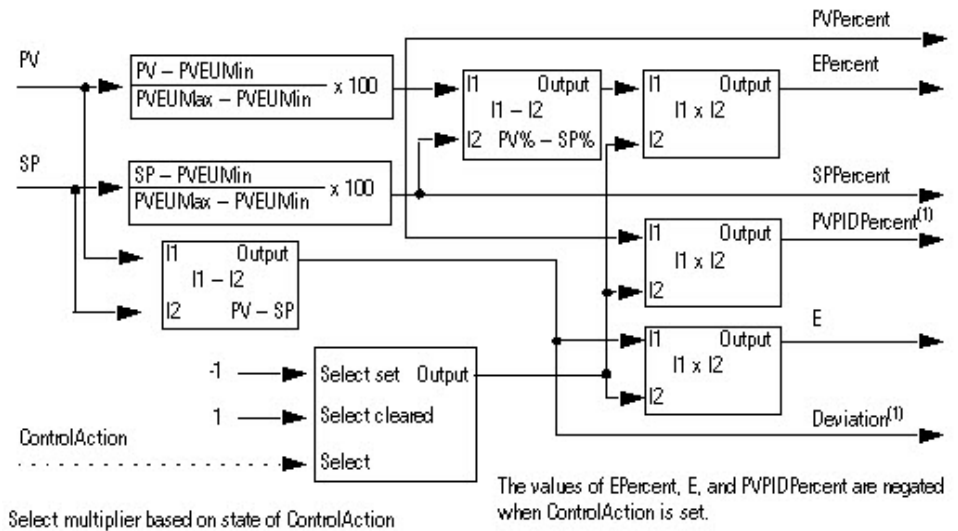 PVPercent
PV
PV – PVEUMin
PVEUMax – PVEUMin
x 100
I1 Output
I1 – I2
I2 PV% – SP%
I1 Output
I1 x I2
I2
EPercent
SP
SP – PVEUMin
PVEUMax – PVEUMin
x 100
SPPercent
I1 Output
I1 – I2
I2 PV – SP
I1 Output
I1 x I2
I2
PVPIDPercent(1)
I1 Output
I1 x I2
I2
E
-1
Select set Output
1
Select cleared
ControlAction
Select
Deviation(1)
Select multiplier based on state of ControlAction
The values of EPercent, E, and PVPIDPercent are negated
when ControlAction is set.